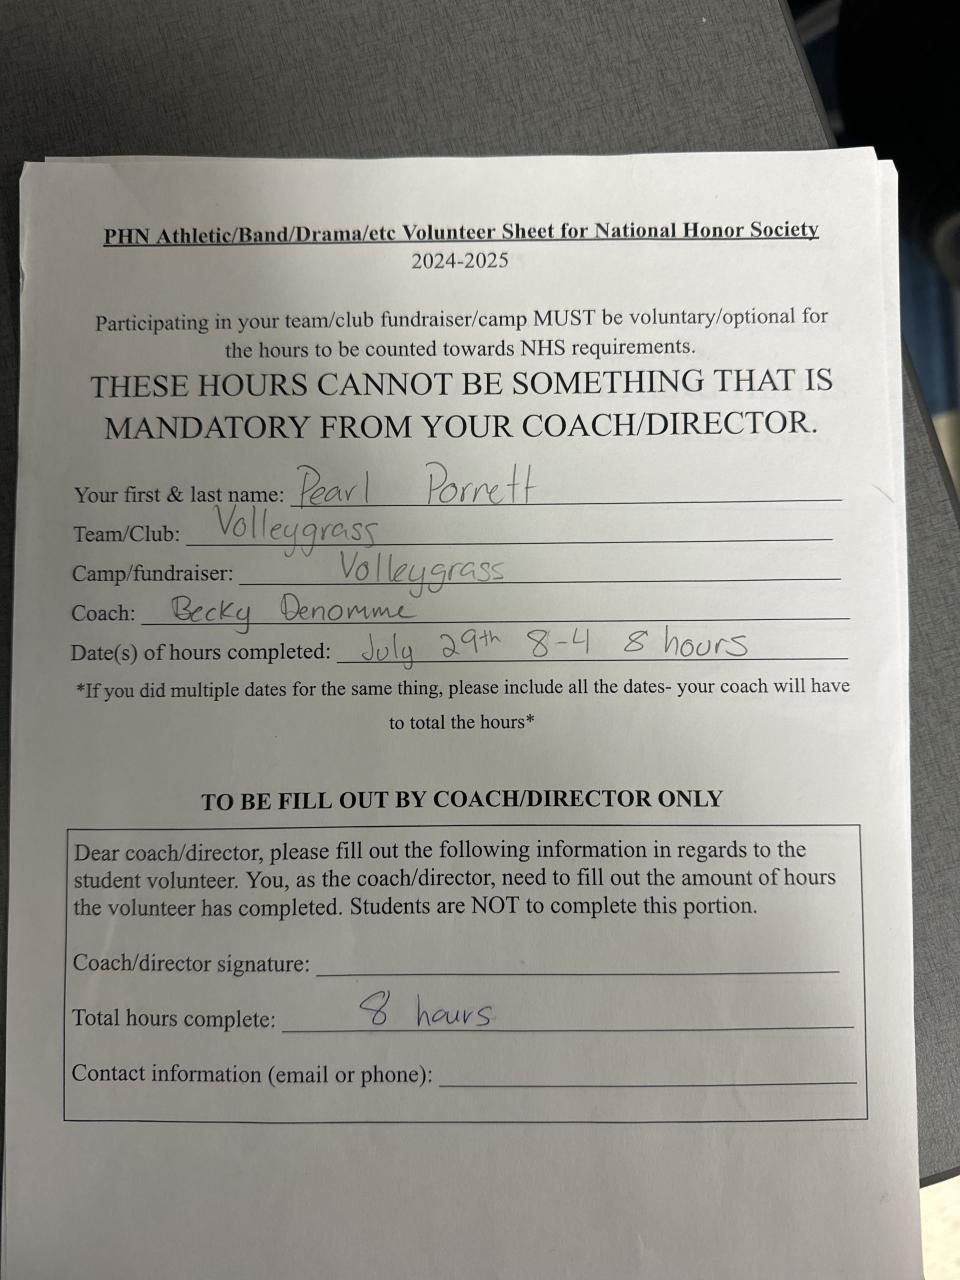 PHN Athletic/Band/Drama/etc Volunteer Sheet for National Honor Society
2024-2025
Participating in your team/club fundraiser/camp MUST be voluntary/optional for
the hours to be counted towards NHS requirements.
THESE HOURS CANNOT BE SOMETHING THAT IS
MANDATORY FROM YOUR COACH/DIRECTOR.
Your first & last name: Pearl Porrett
Team/Club: Volleygrass
Camp/fundraiser: Volleygrass
Coach: Becky Denomme
Date(s) of hours completed: July 29th 8-4 8 hours
*If you did multiple dates for the same thing, please include all the dates- your coach will have
to total the hours*
TO BE FILL OUT BY COACH/DIRECTOR ONLY
Dear coach/director, please fill out the following information in regards to the
student volunteer. You, as the coach/director, need to fill out the amount of hours
the volunteer has completed. Students are NOT to complete this portion.
Coach/director signature:
Total hours complete: 8 hours
Contact information (email or phone):